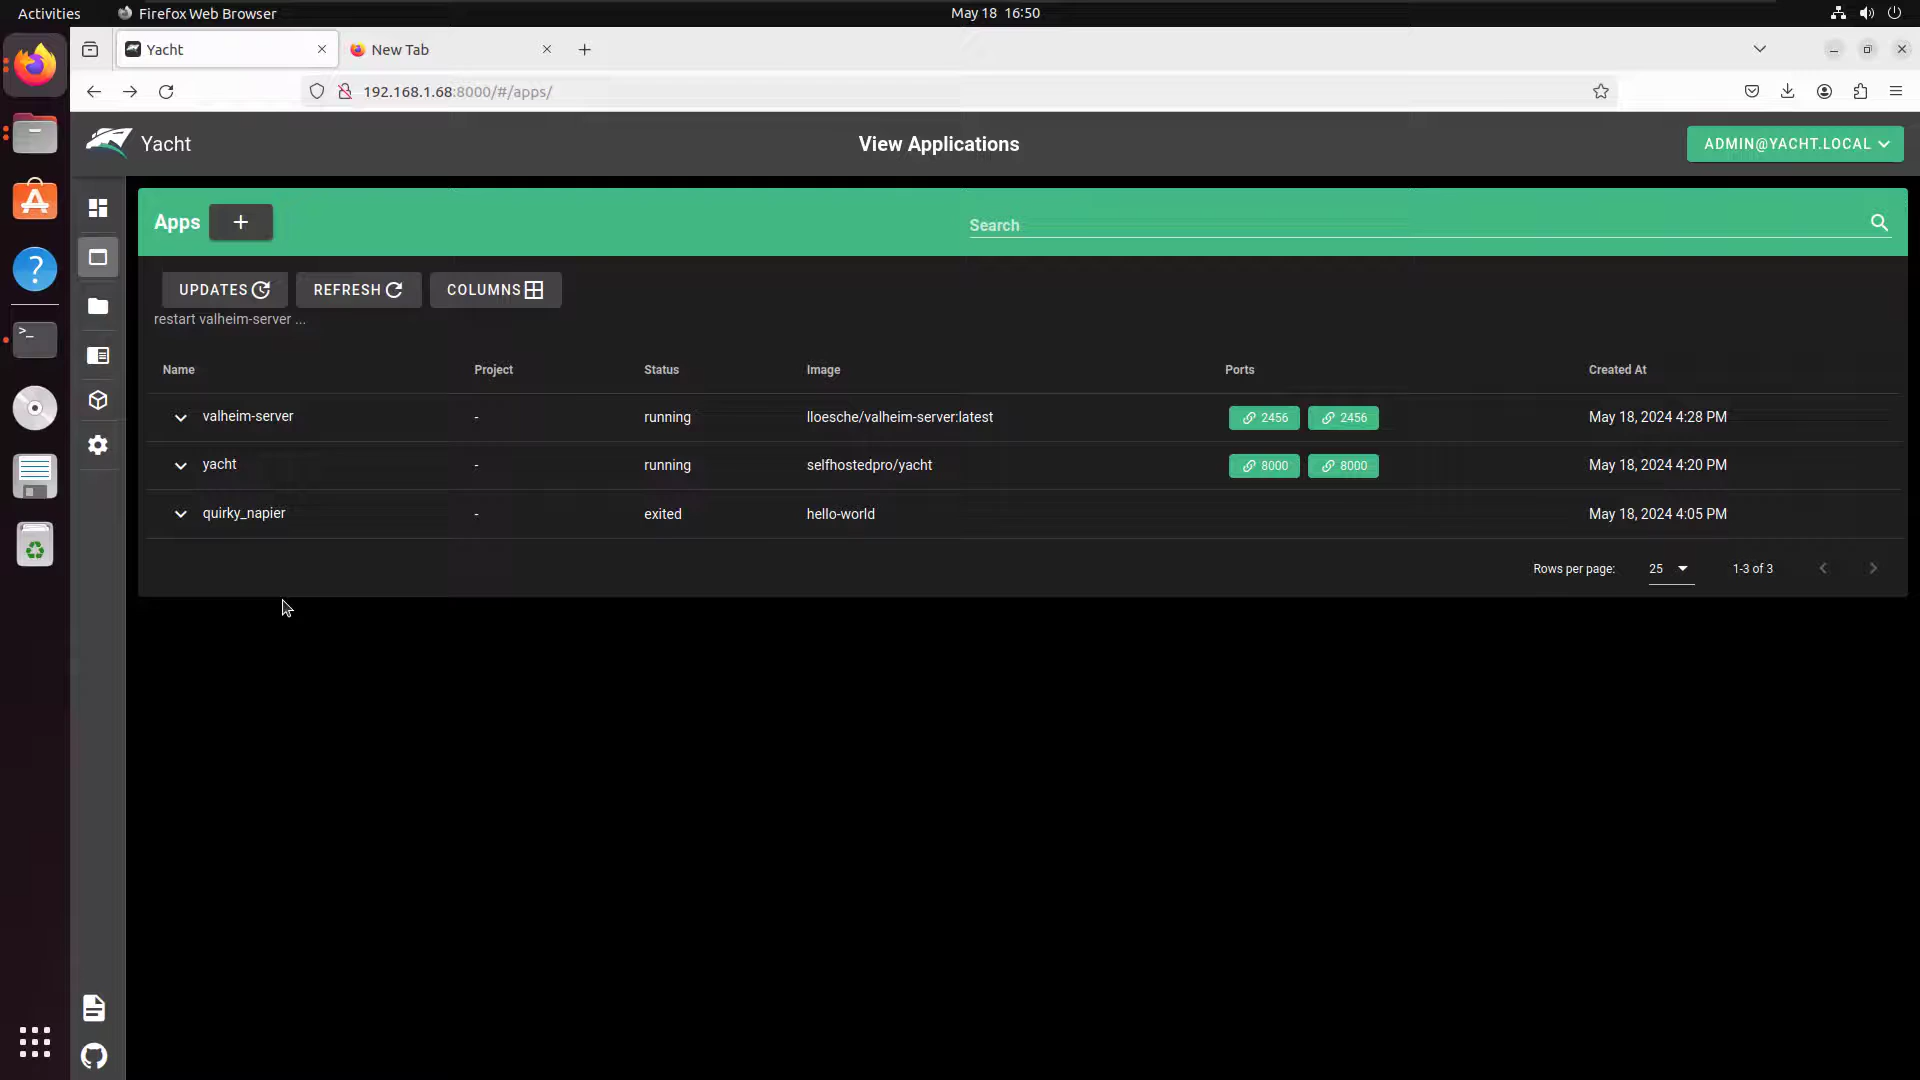 Activities Firefox Web Browser May 18 16:50
Yacht New Tab
192.168.1.68:8000/#/apps/
Yacht View Applications ADMIN@YACHT.LOCAL
Apps + Search
UPDATES REFRESH COLUMNS
restart valheim-server ...
Name Project Status Image Ports Created At
valheim-server - running lloesche/valheim-server:latest 2456 2456 May 18, 2024 4:28 PM
yacht - running selfhostedpro/yacht 8000 8000 May 18, 2024 4:20 PM
quirky_napier - exited hello-world May 18, 2024 4:05 PM
Rows per page: 25 1-3 of 3